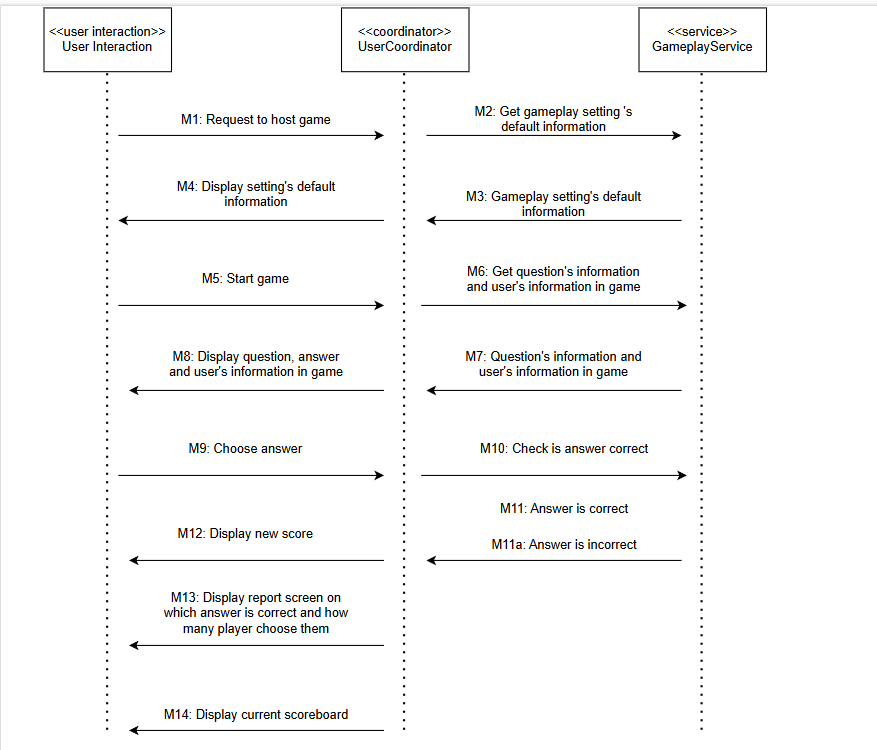 <<user interaction>>
User Interaction
<<coordinator>>
UserCoordinator
<<service>>
GameplayService
M1: Request to host game
M2: Get gameplay setting 's
default information
M4: Display setting's default
information
M3: Gameplay setting's default
information
M5: Start game
M6: Get question's information
and user's information in game
M8: Display question, answer
and user's information in game
M7: Question's information and
user's information in game
M9: Choose answer
M10: Check is answer correct
M11: Answer is correct
M12: Display new score
M11a: Answer is incorrect
M13: Display report screen on
which answer is correct and how
many player choose them
M14: Display current scoreboard